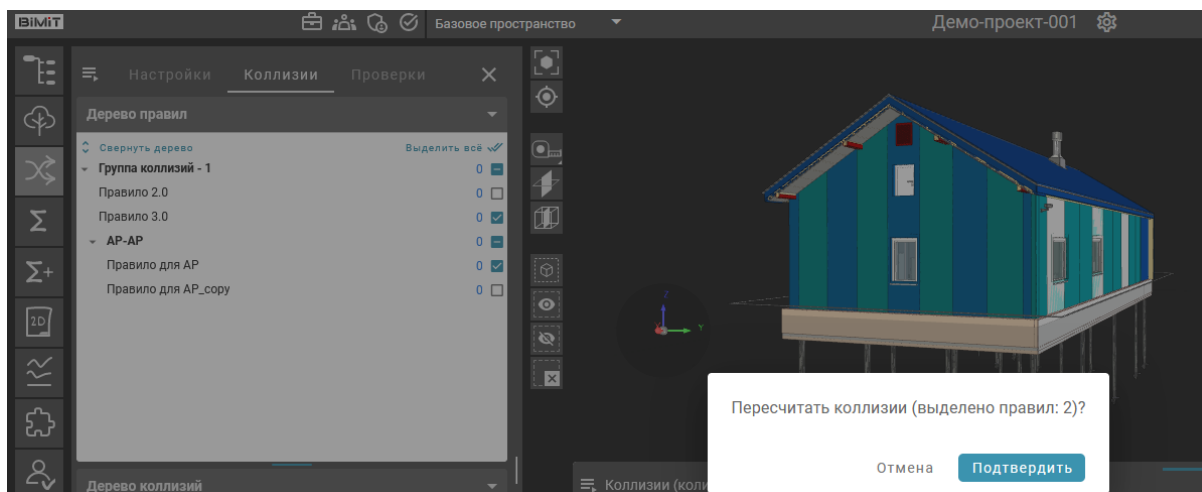 BIMIT
Базовое пространство
Демо-проект-001
Настройки Коллизии Проверки
Дерево правил
Свернуть дерево Выделить всё
Группа коллизий - 1 0
Правило 2.0 0
Правило 3.0 0
АР-АР 0
Правило для АР 0
Правило для АР_copy 0
Дерево коллизий
2D
Z
Y
Коллизии (коли
Пересчитать коллизии (выделено правил: 2)?
Отмена Подтвердить